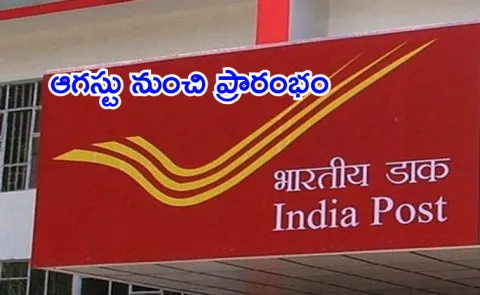 ఆగస్టు నుంచి ప్రారంభం
भारतीय डाक
India Post